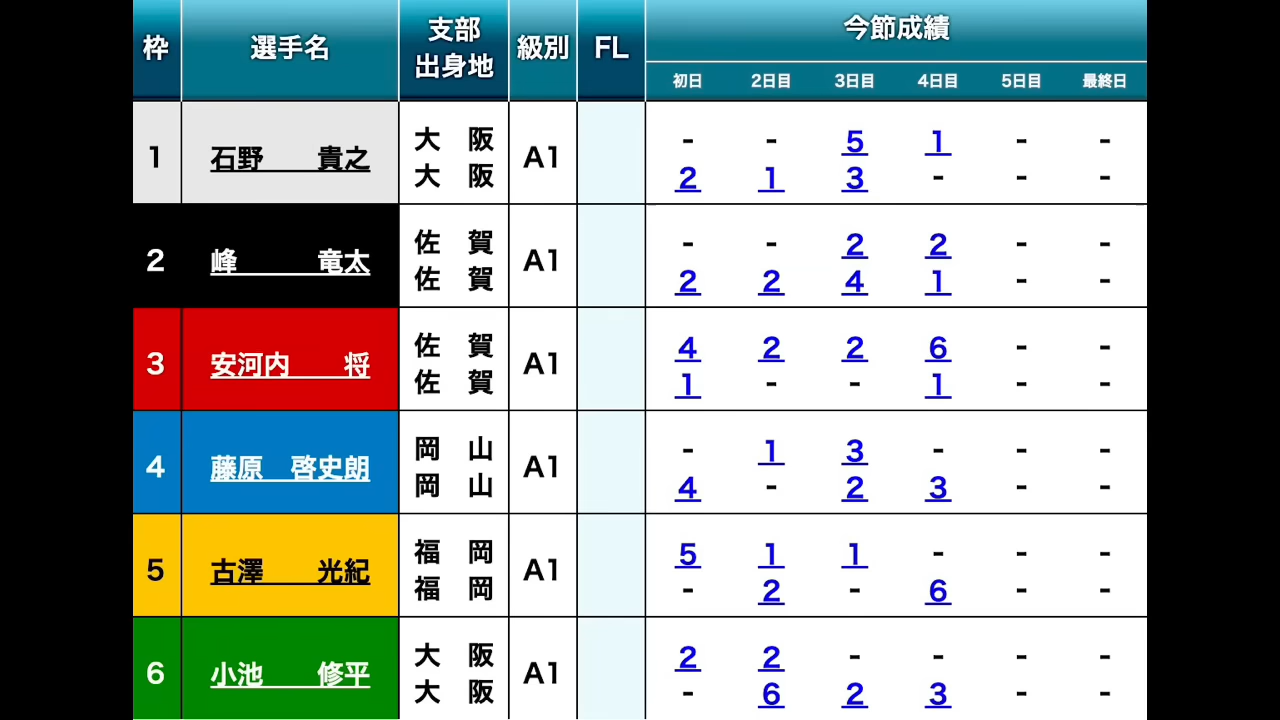 枠 選手名 支部 出身地 級別 FL 今節成績
初日 2日目 3日目 4日目 5日目 最終日
1 石野 貴之 大阪 A1 - - 5 1 - -
大阪 2 1 3 - - -
2 峰 竜太 佐賀 A1 - - 2 2 - -
佐賀 2 2 4 1 - -
3 安河内 将 佐賀 A1 4 2 2 6 - -
佐賀 1 - - 1 - -
4 藤原 啓史朗 岡山 A1 - 1 3 - - -
岡山 4 - 2 3 - -
5 古澤 光紀 福岡 A1 5 1 1 - - -
福岡 - 2 - 6 - -
6 小池 修平 大阪 A1 2 2 - - - -
大阪 - 6 2 3 - -